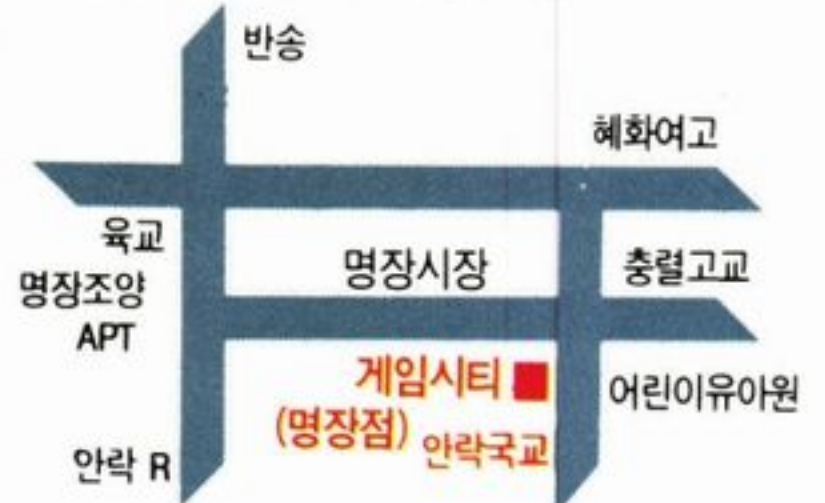 반송
혜화여고
육교
명장조양
APT
명장시장
충렬고교
게임시티
(명장점)
안락국교
어린이유아원
안락 R